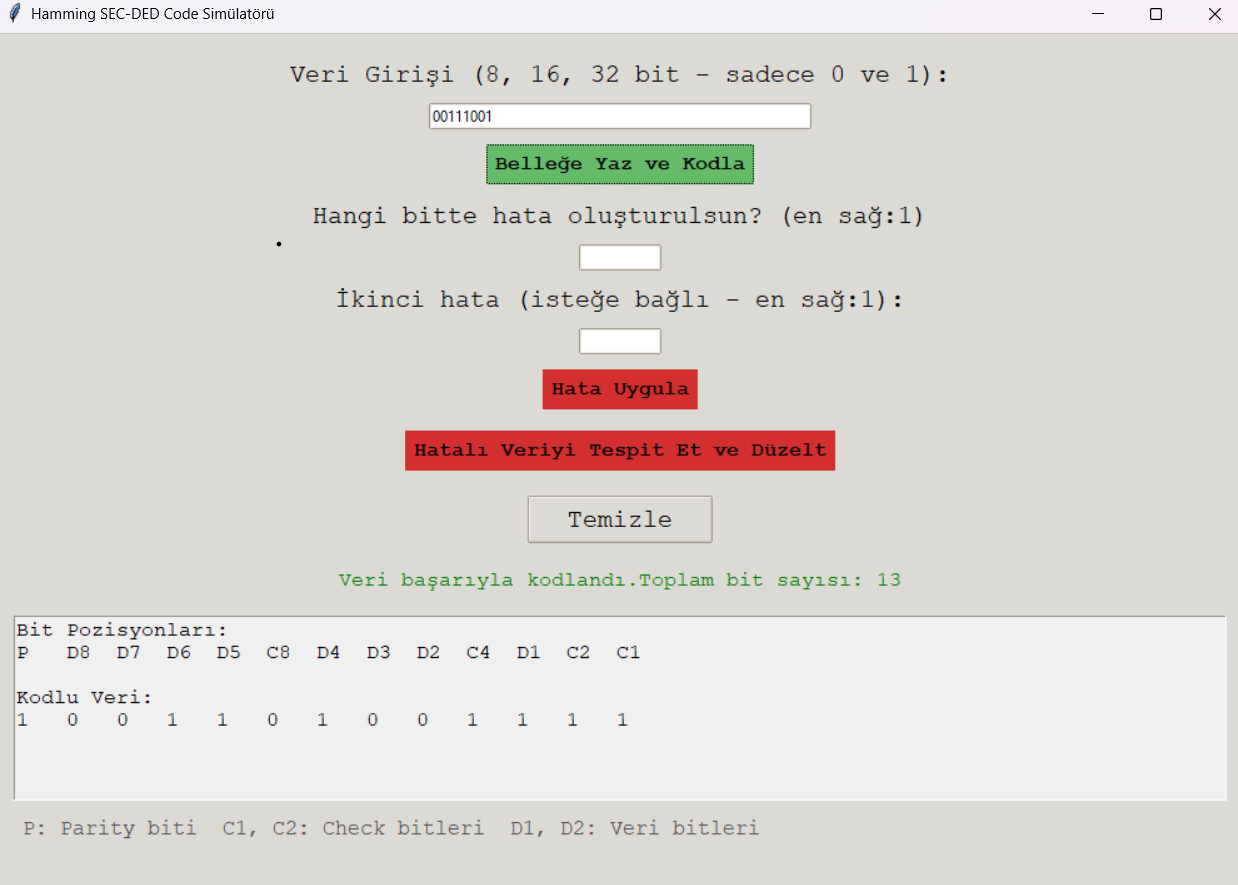 Hamming SEC-DED Code Simülatörü
Veri Girişi (8, 16, 32 bit - sadece 0 ve 1):
00111001
Belleğe Yaz ve Kodla
Hangi bitte hata oluşturulsun? (en sağ:1)
İkinci hata (isteğe bağlı - en sağ:1):
Hata Uygula
Hatalı Veriyi Tespit Et ve Düzelt
Temizle
Veri başarıyla kodlandı.Toplam bit sayısı: 13
Bit Pozisyonları:
P D8 D7 D6 D5 C8 D4 D3 D2 C4 D1 C2 C1
Kodlu Veri:
1 0 0 1 1 0 1 0 0 1 1 1 1
P: Parity biti C1, C2: Check bitleri D1, D2: Veri bitleri